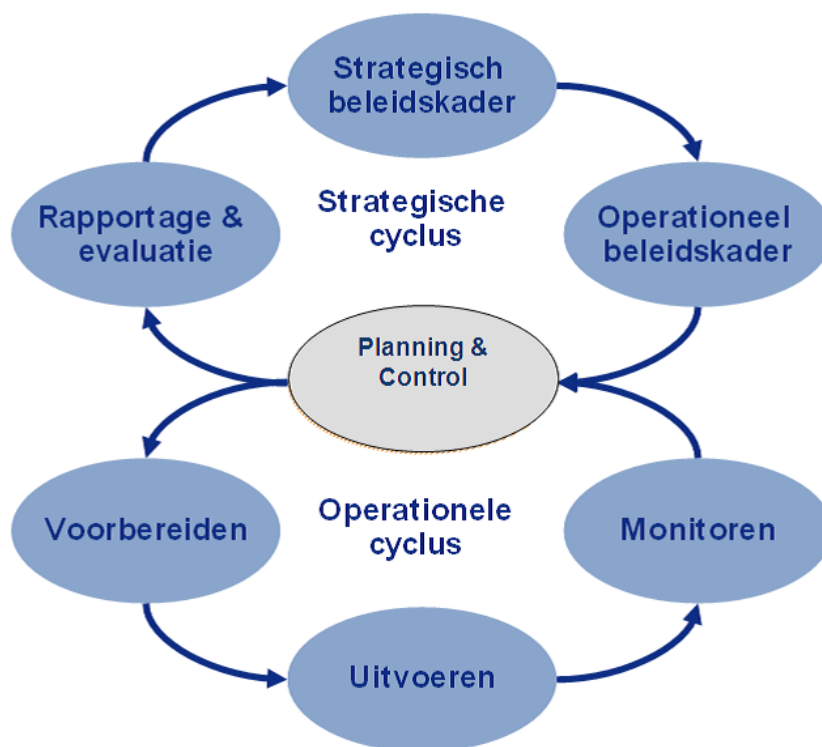 Strategisch
beleidskader
Rapportage &
evaluatie
Strategische
cyclus
Operationeel
beleidskader
Planning &
Control
Voorbereiden
Operationele
cyclus
Monitoren
Uitvoeren